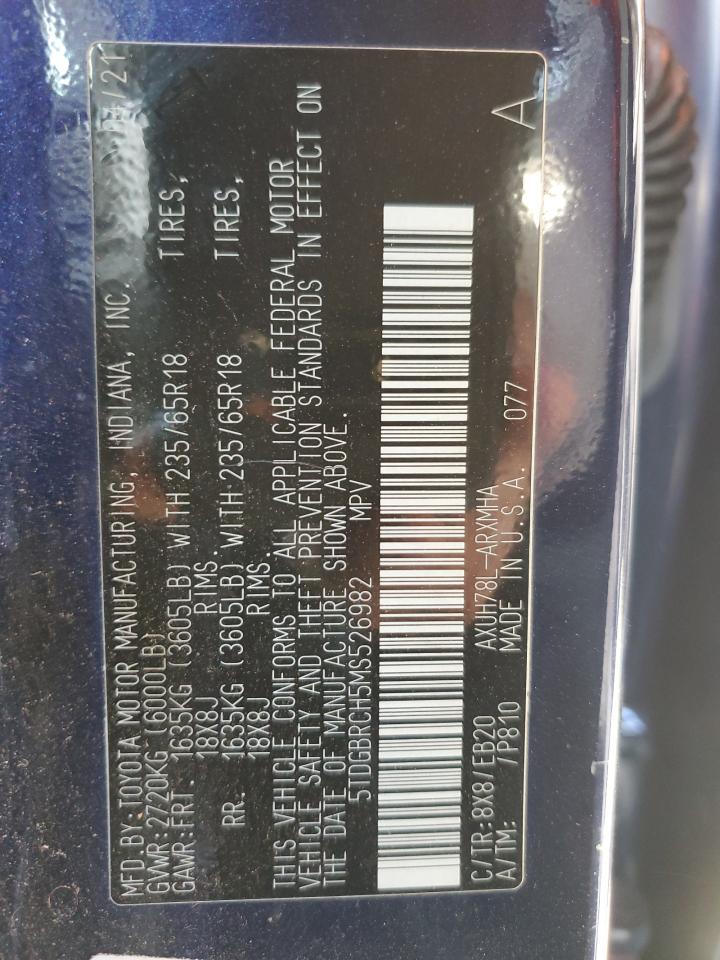 MFD.BY:TOYOTA MOTOR MANUFACTURING, INDIANA, INC. /21
GVWR:2720KG (6000LB)
GAWR:FRT. 1635KG (3605LB) WITH 235/65R18 TIRES,
18X8J RIMS.
RR. 1635KG (3605LB) WITH 235/65R18 TIRES,
18X8J RIMS.
THIS VEHICLE CONFORMS TO ALL APPLICABLE FEDERAL MOTOR
VEHICLE SAFETY AND THEFT PREVENTION STANDARDS IN EFFECT ON
THE DATE OF MANUFACTURE SHOWN ABOVE.
5TDGBRCH5MS526982 MPV
C/TR:8X8/EB20 AXUH78L-ARXMHA A
A/TM: /P810 MADE IN U.S.A. 077